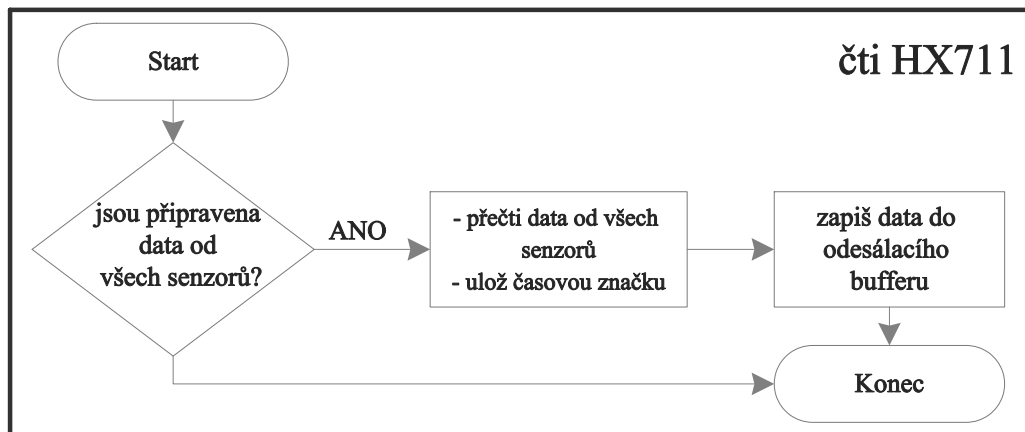 čti HX711
Start
jsou připravena
data od
všech senzorů?
ANO
- přečti data od všech
senzorů
- ulož časovou značku
zapiš data do
odesálacího
bufferu
Konec